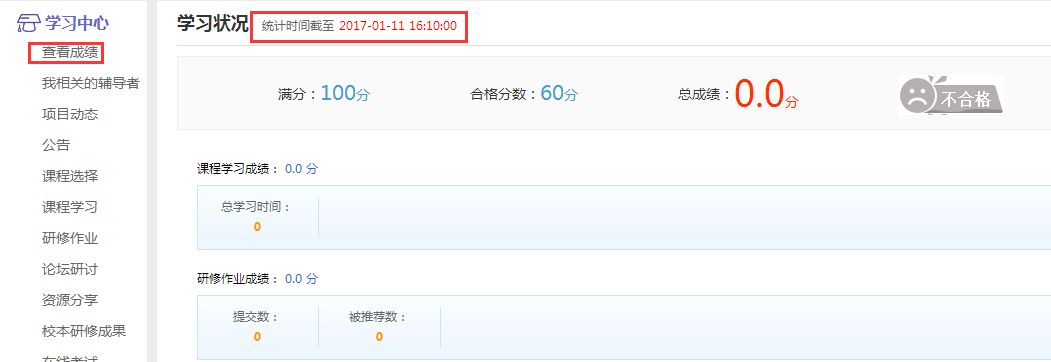 学习中心
查看成绩
我相关的辅导者
项目动态
公告
课程选择
课程学习
研修作业
论坛研讨
资源分享
校本研修成果
在线考试
学习状况 统计时间截至 2017-01-11 16:10:00
满分：100分 合格分数：60分 总成绩：0.0分 不合格
课程学习成绩： 0.0 分
总学习时间：
0
研修作业成绩： 0.0 分
提交数： 被推荐数：
0 0